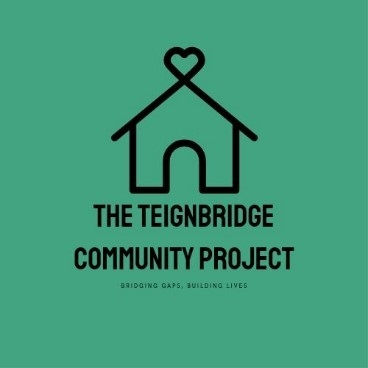 THE TEIGNBRIDGE
COMMUNITY PROJECT
BRIDGING GAPS, BUILDING LIVES